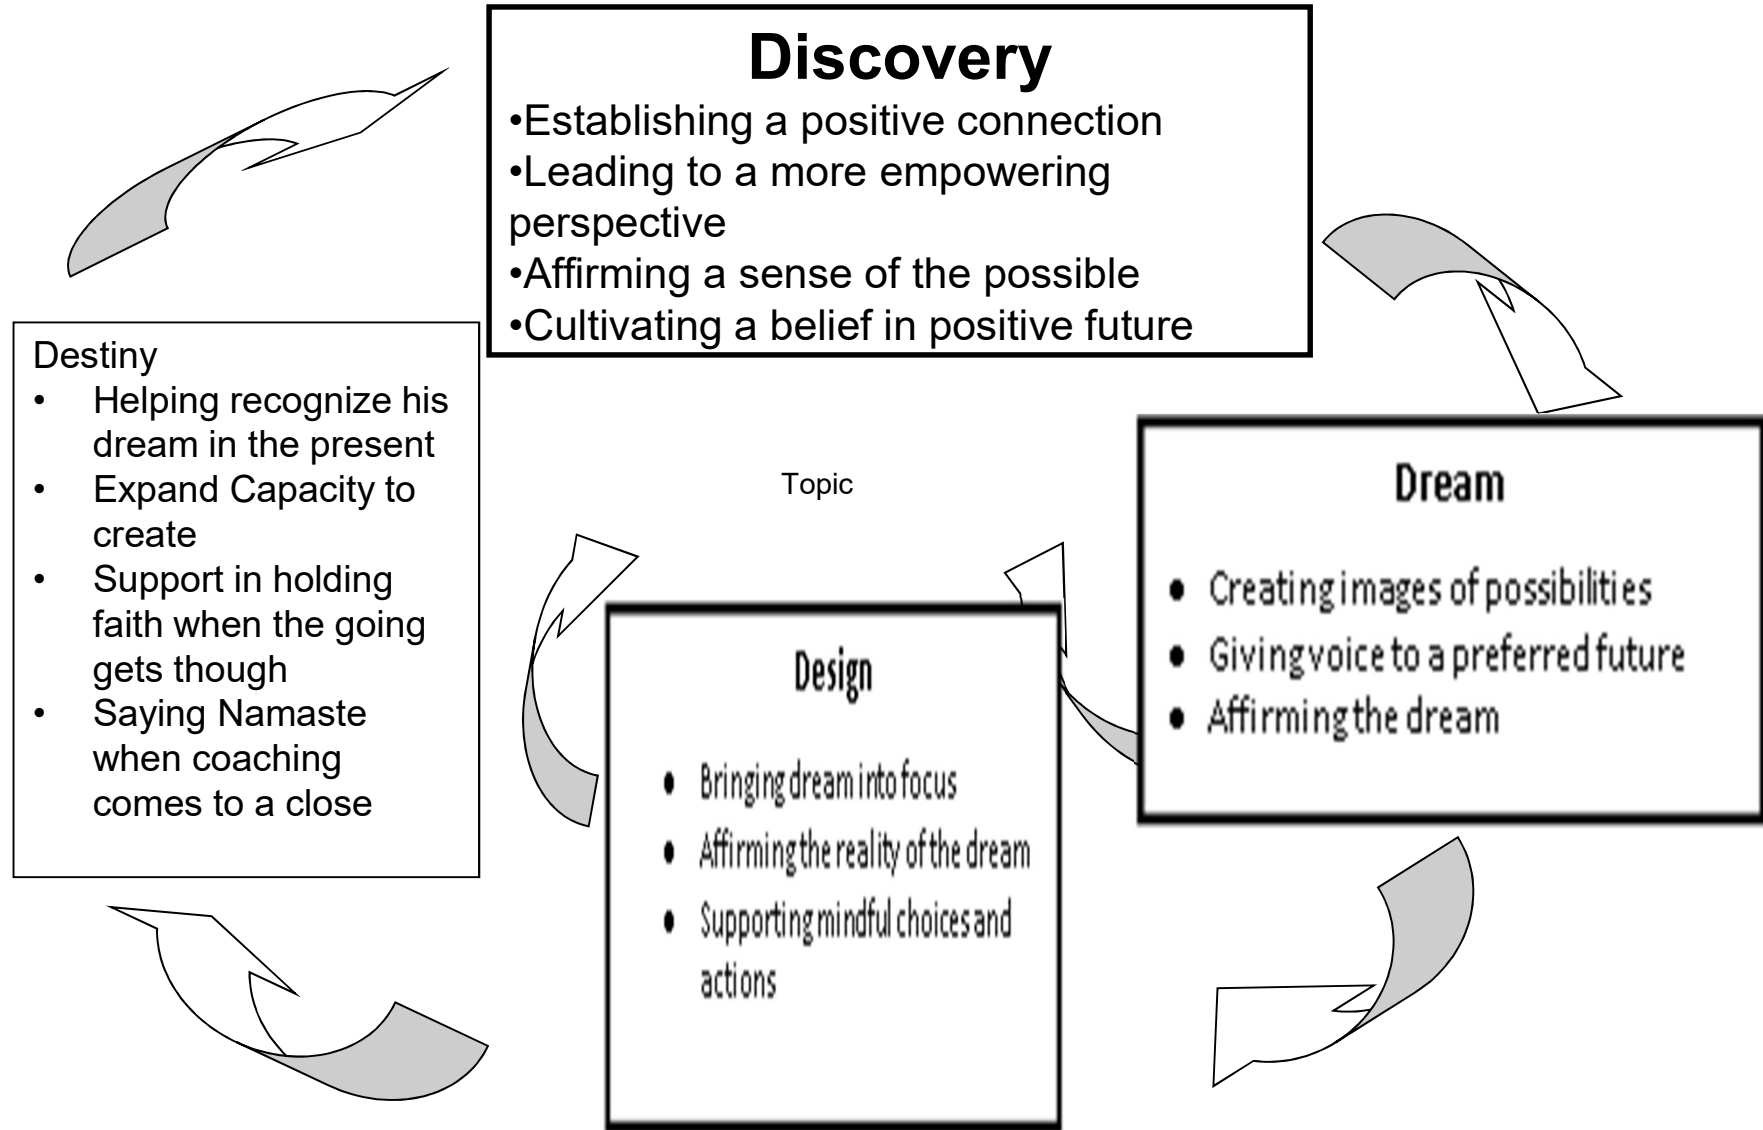 Discovery
•Establishing a positive connection
•Leading to a more empowering
perspective
•Affirming a sense of the possible
•Cultivating a belief in positive future
Destiny
• Helping recognize his
dream in the present
• Expand Capacity to
create
• Support in holding
faith when the going
gets though
• Saying Namaste
when coaching
comes to a close
Topic
Dream
• Creating images of possibilities
• Giving voice to a preferred future
• Affirming the dream
Design
• Bringing dream into focus
• Affirming the reality of the dream
• Supporting mindful choices and
actions